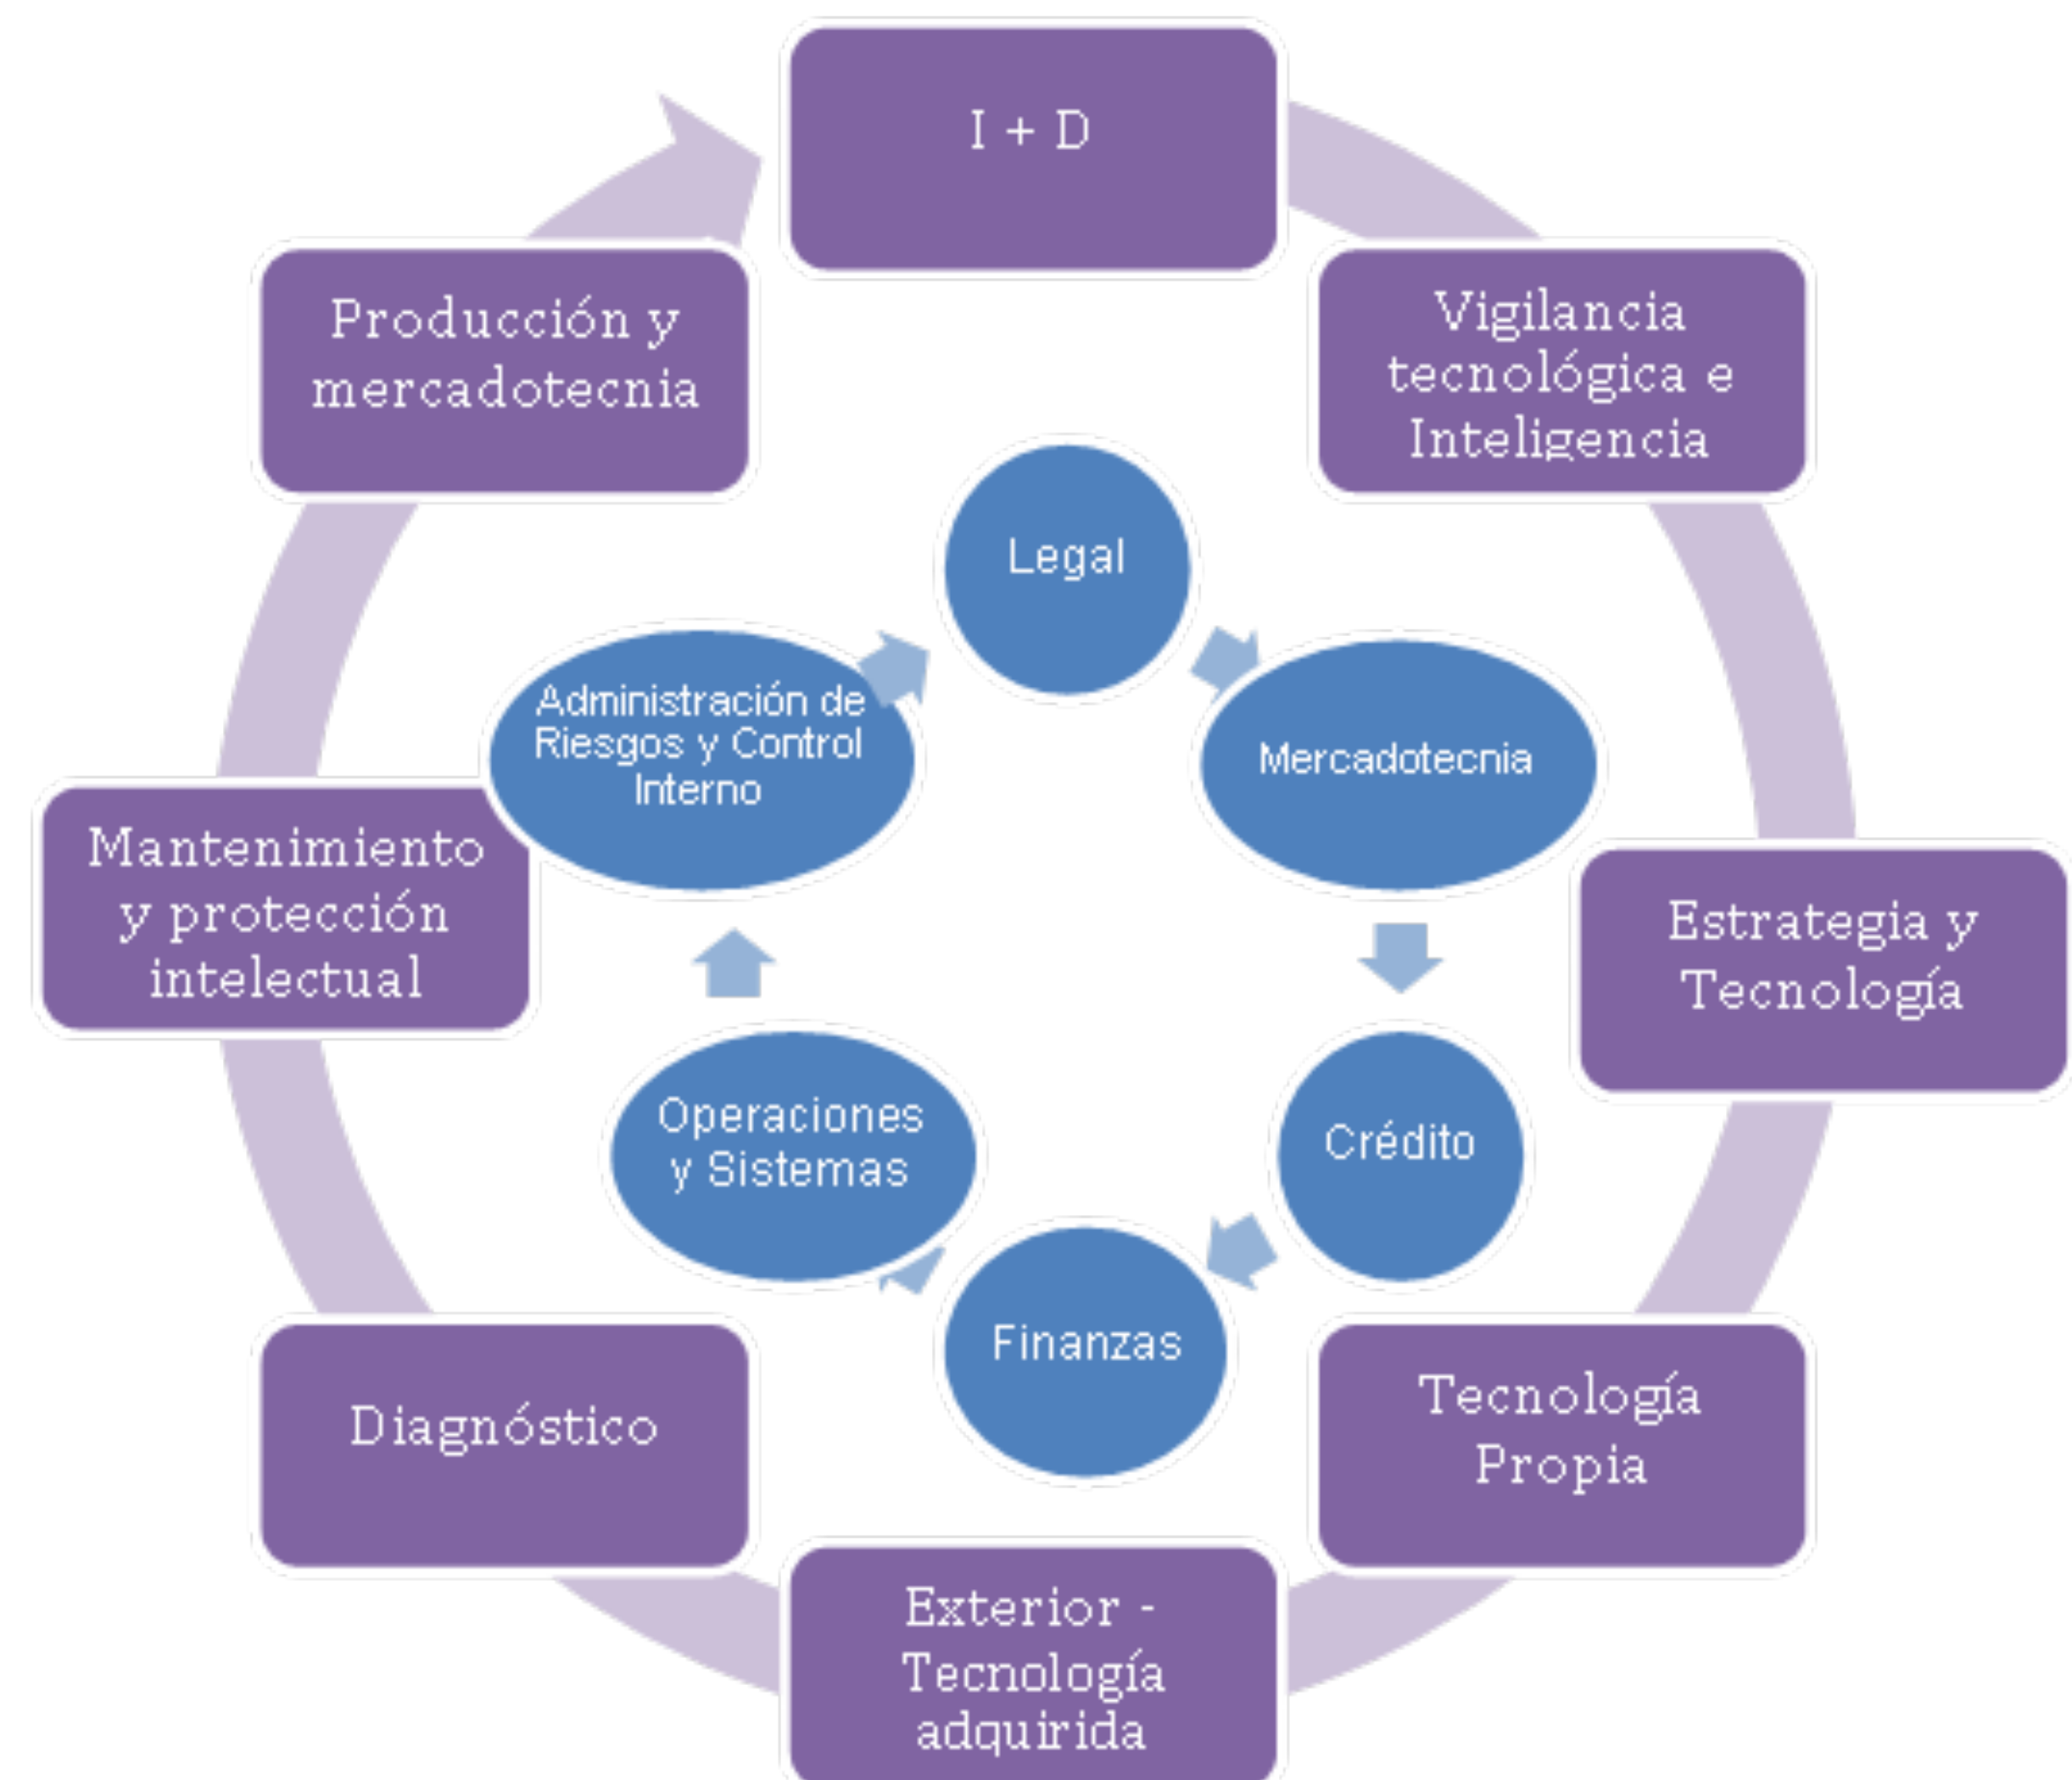 I + D
Vigilancia
tecnológica e
Inteligencia
Estrategia y
Tecnología
Tecnología
Propia
Exterior -
Tecnología
adquirida
Diagnóstico
Mantenimiento
y protección
intelectual
Producción y
mercadotecnia
Legal
Mercadotecnia
Crédito
Finanzas
Operaciones
y Sistemas
Administración de
Riesgos y Control
Interno